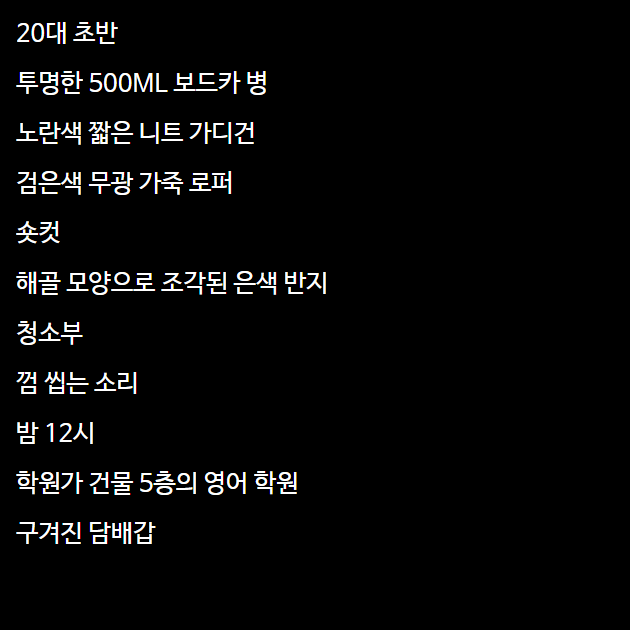 20대 초반
투명한 500ML 보드카 병
노란색 짧은 니트 가디건
검은색 무광 가죽 로퍼
숏컷
해골 모양으로 조각된 은색 반지
청소부
껌 씹는 소리
밤 12시
학원가 건물 5층의 영어 학원
구겨진 담배갑